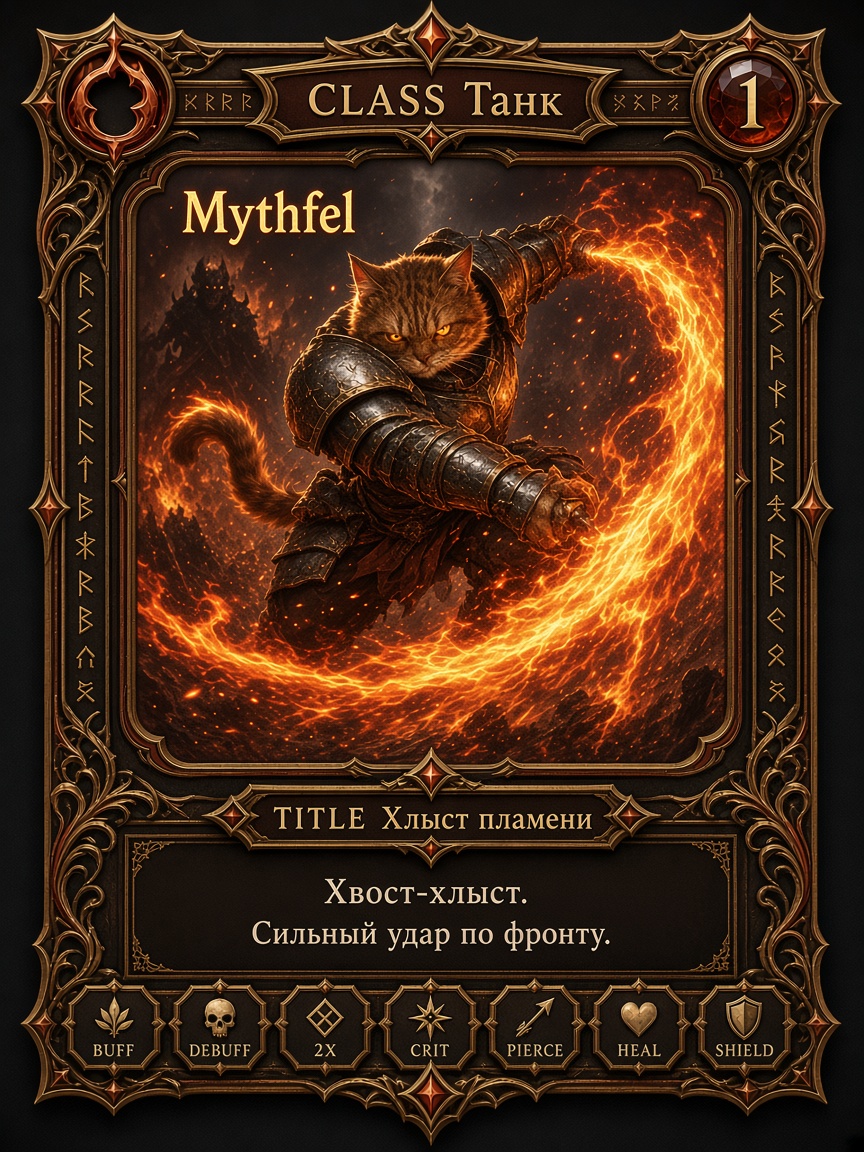 CLASS Танк
1
Mythfel
TITLE Хлыст пламени
Хвост-хлыст.
Сильный удар по фронту.
BUFF
DEBUFF
2X
CRIT
PIERCE
HEAL
SHIELD